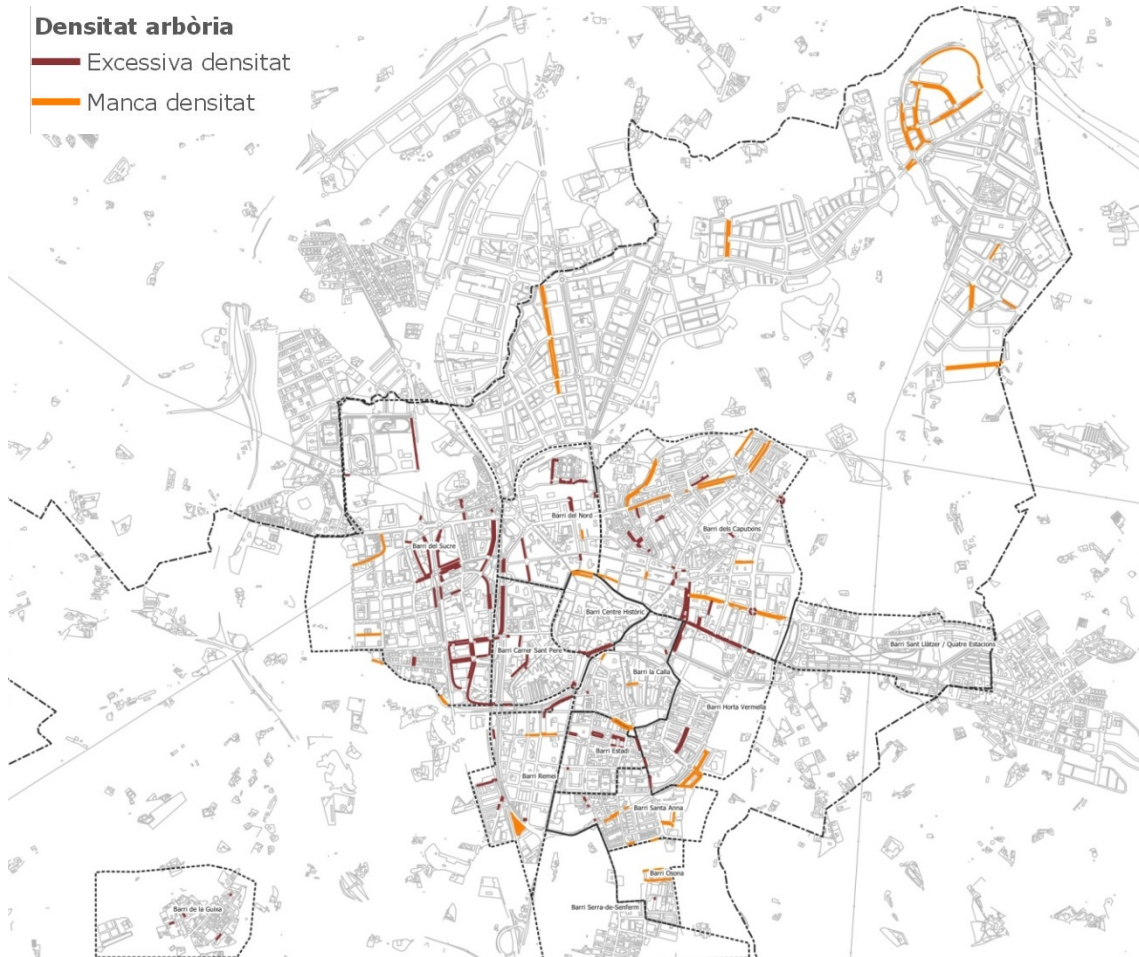 Densitat arbòria
Excessiva densitat
Manca densitat
Barri del Nord
Barri dels Caputxins
Barri del Sucre
Barri Centre Històric
Barri Sant Llàtzer / Quatre Estacions
Barri Carrer Sant Pere
Barri la Calla
Barri Horta Vermella
Barri Estadi
Barri Remei
Barri Santa Anna
Barri Osona
Barri Serra-de-Senferm
Barri de la Guixa